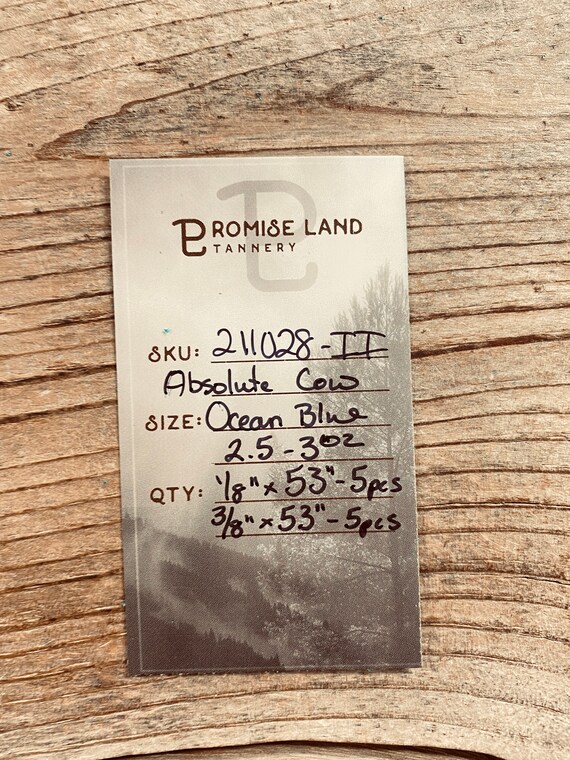 PROMISE LAND
TANNERY
SKU: 211028-II
Absolute Cow
SIZE: Ocean Blue
2.5 - 3oz
QTY: 1/8" x 53" - 5pcs
3/8" x 53" - 5pcs